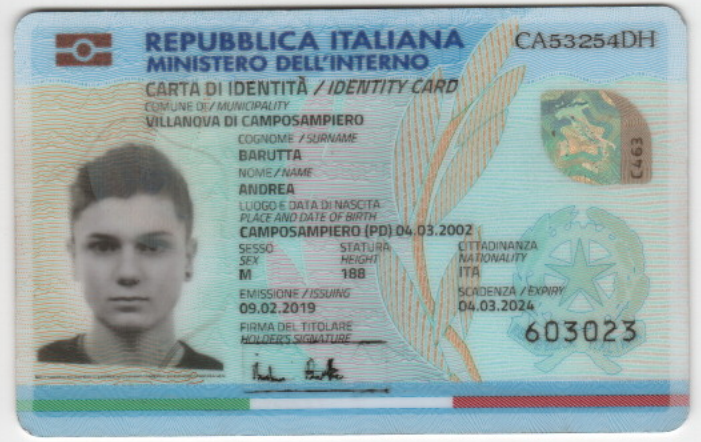 REPUBBLICA ITALIANA
CA53254DH
MINISTERO DELL'INTERNO
CARTA DI IDENTITÀ / IDENTITY CARD
COMUNE DI / MUNICIPALITY
VILLANOVA DI CAMPOSAMPIERO
COGNOME / SURNAME
BARUTTA
NOME / NAME
ANDREA
LUOGO E DATA DI NASCITA
PLACE AND DATE OF BIRTH
CAMPOSAMPIERO (PD) 04.03.2002
SESSO STATURA CITTADINANZA
SEX HEIGHT NATIONALITY
M 188 ITA
EMISSIONE / ISSUING SCADENZA / EXPIRY
09.02.2019 04.03.2024
FIRMA DEL TITOLARE
HOLDER'S SIGNATURE
603023
C463